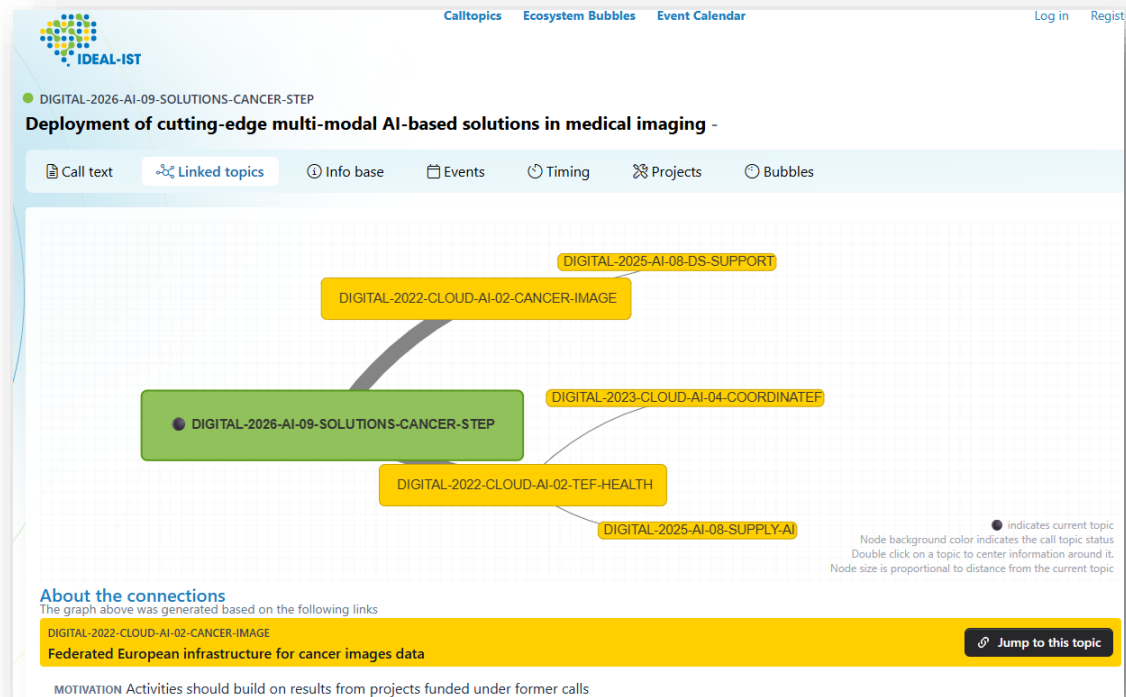 Calltopics Ecosystem Bubbles Event Calendar Log in Regist
IDEAL-IST
DIGITAL-2026-AI-09-SOLUTIONS-CANCER-STEP
Deployment of cutting-edge multi-modal AI-based solutions in medical imaging -
Call text Linked topics Info base Events Timing Projects Bubbles
DIGITAL-2025-AI-08-DS-SUPPORT
DIGITAL-2022-CLOUD-AI-02-CANCER-IMAGE
DIGITAL-2023-CLOUD-AI-04-COORDINATEF
DIGITAL-2026-AI-09-SOLUTIONS-CANCER-STEP
DIGITAL-2022-CLOUD-AI-02-TEF-HEALTH
DIGITAL-2025-AI-08-SUPPLY-AI
indicates current topic
Node background color indicates the call topic status
Double click on a topic to center information around it.
Node size is proportional to distance from the current topic
About the connections
The graph above was generated based on the following links
DIGITAL-2022-CLOUD-AI-02-CANCER-IMAGE
Federated European infrastructure for cancer images data
Jump to this topic
MOTIVATION Activities should build on results from projects funded under former calls